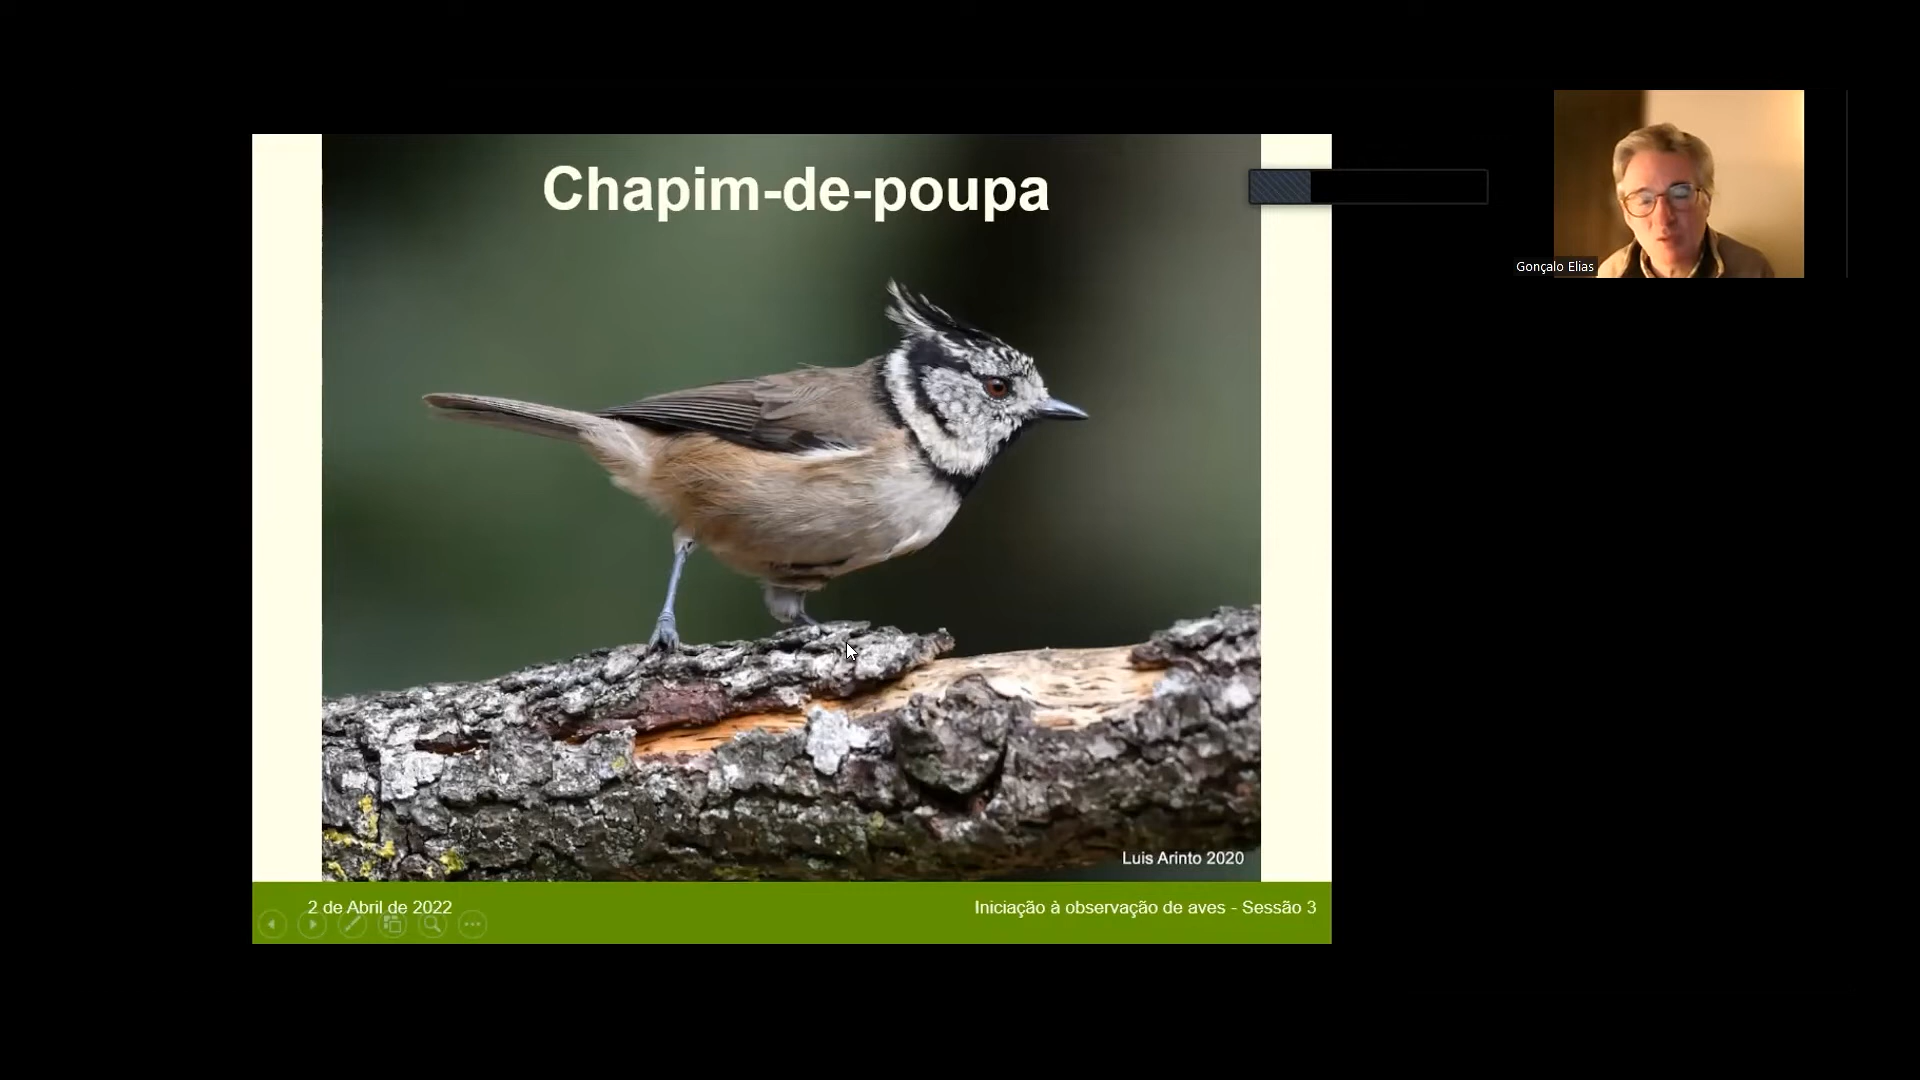 Chapim-de-poupa
Gonçalo Elias
Luis Arinto 2020
2 de Abril de 2022
Iniciação à observação de aves - Sessão 3